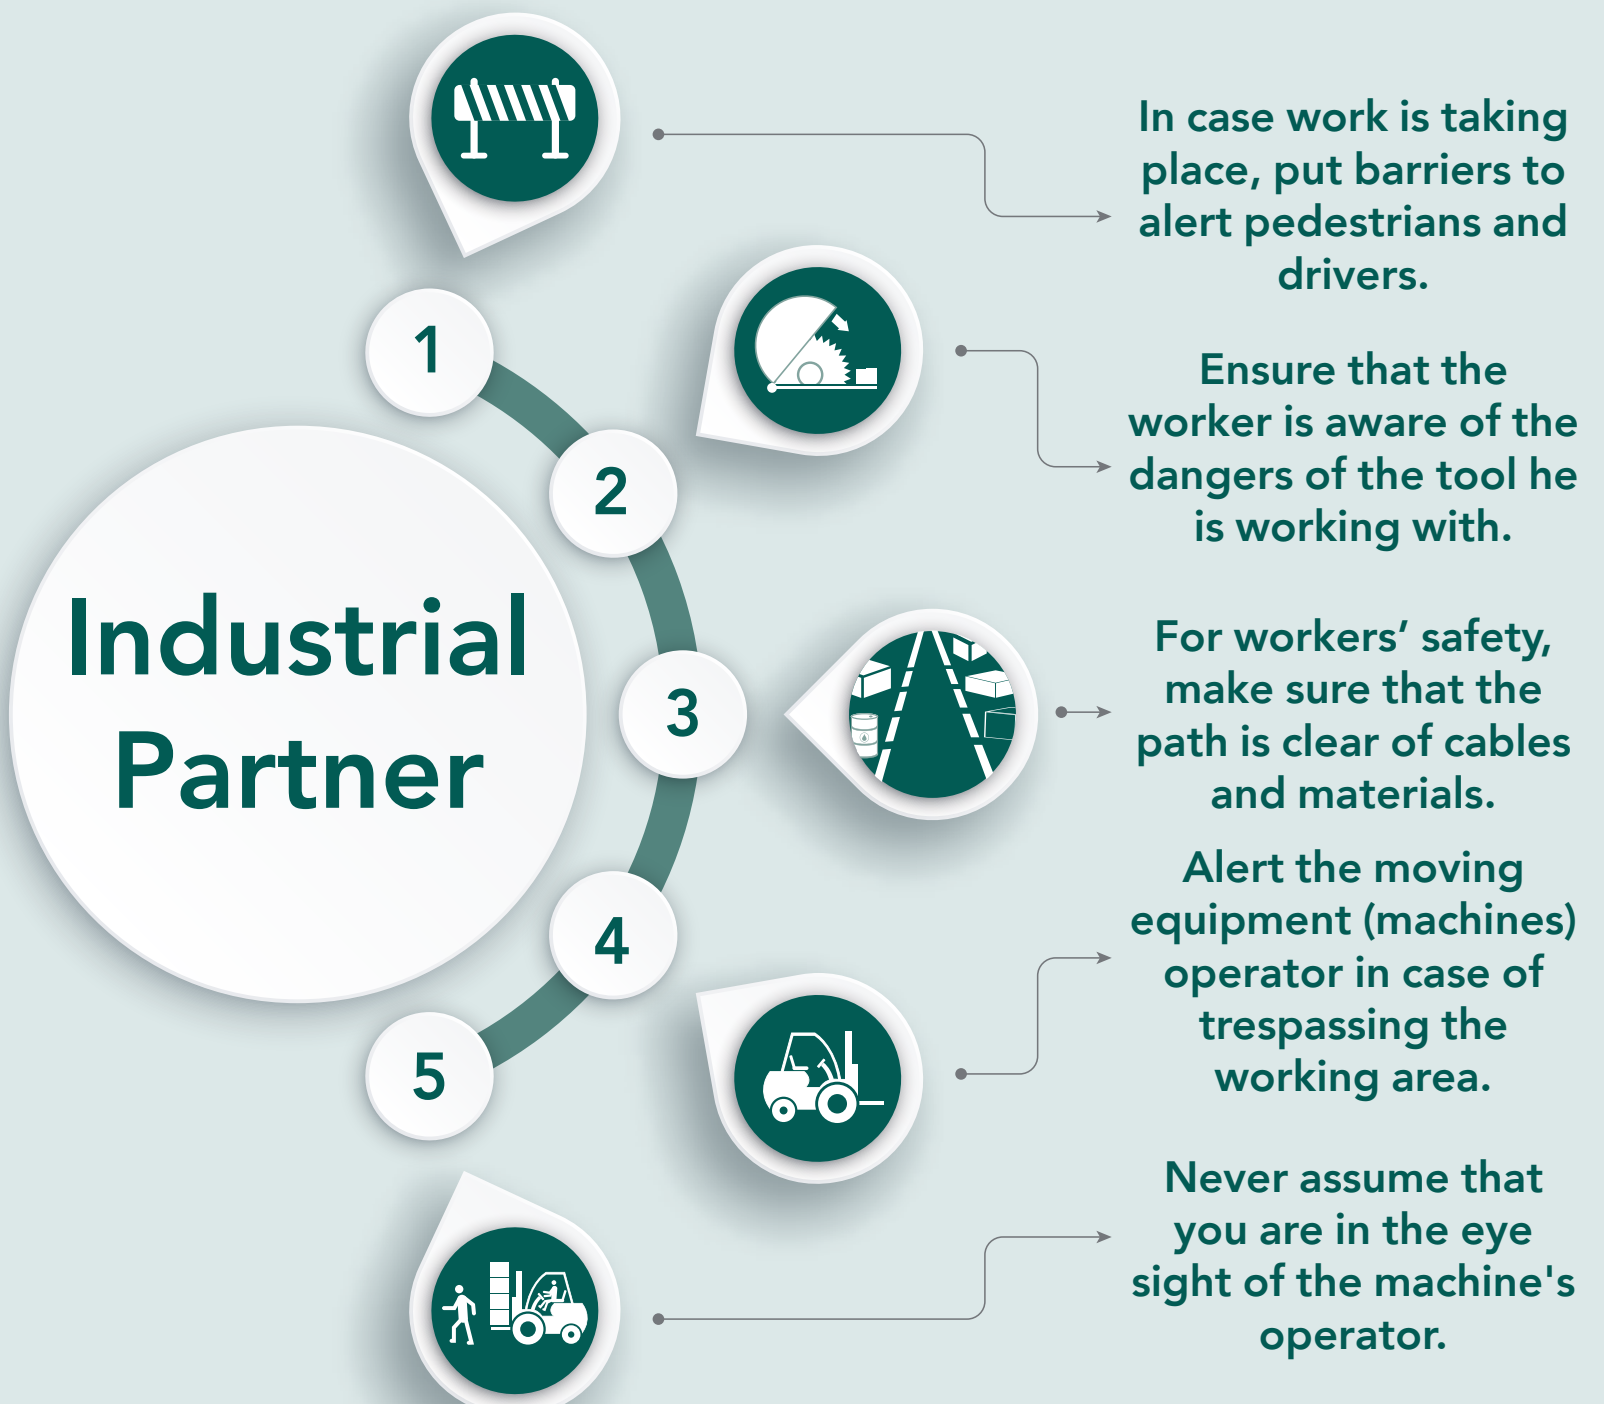 Industrial
Partner
1
In case work is taking
place, put barriers to
alert pedestrians and
drivers.
2
Ensure that the
worker is aware of the
dangers of the tool he
is working with.
3
For workers’ safety,
make sure that the
path is clear of cables
and materials.
4
Alert the moving
equipment (machines)
operator in case of
trespassing the
working area.
5
Never assume that
you are in the eye
sight of the machine's
operator.